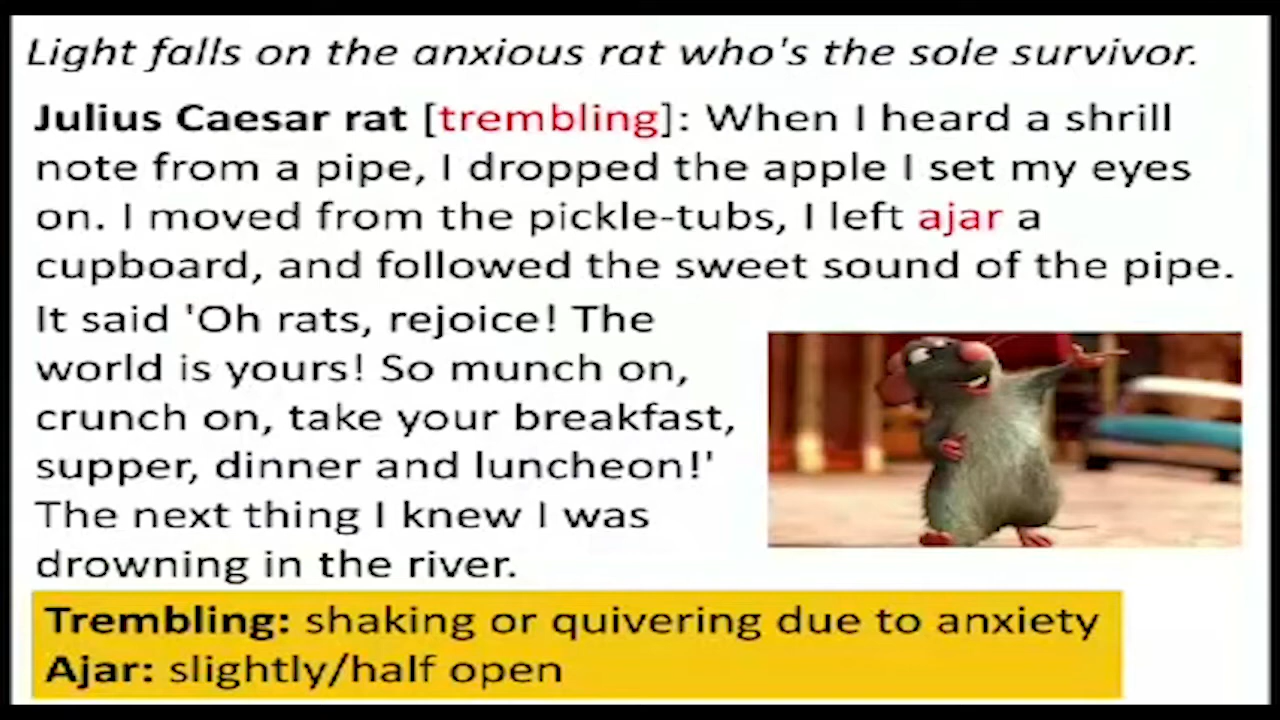 Light falls on the anxious rat who's the sole survivor.
Julius Caesar rat [trembling]: When I heard a shrill
note from a pipe, I dropped the apple I set my eyes
on. I moved from the pickle-tubs, I left ajar a
cupboard, and followed the sweet sound of the pipe.
It said 'Oh rats, rejoice! The
world is yours! So munch on,
crunch on, take your breakfast,
supper, dinner and luncheon!'
The next thing I knew I was
drowning in the river.
Trembling: shaking or quivering due to anxiety
Ajar: slightly/half open